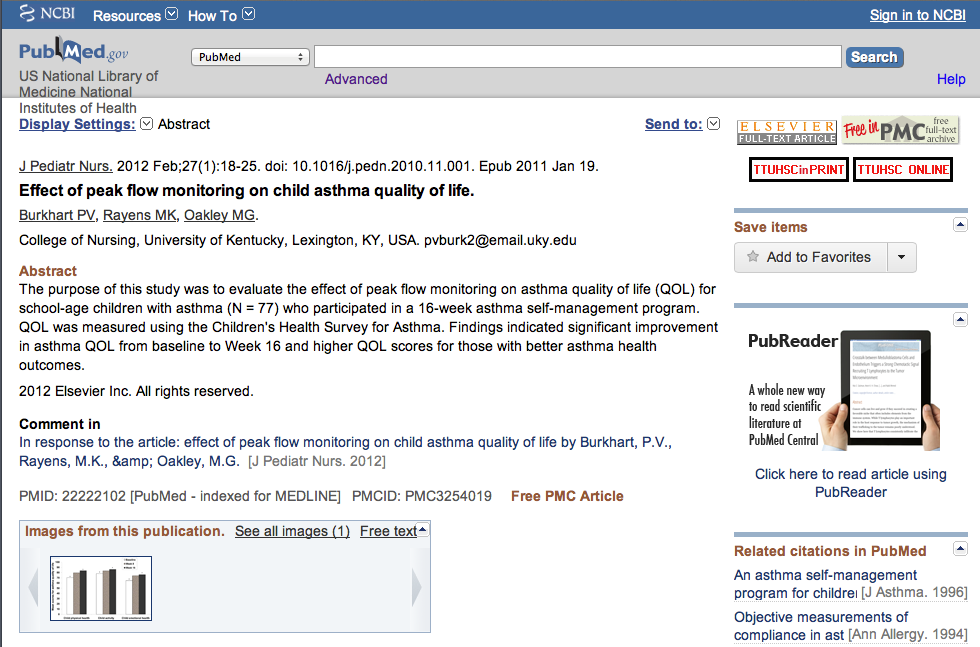 NCBI Resources How To Sign in to NCBI
PubMed.gov
US National Library of
Medicine National
Institutes of Health
PubMed
Search
Advanced
Help
Display Settings: Abstract Send to:
J Pediatr Nurs. 2012 Feb;27(1):18-25. doi: 10.1016/j.pedn.2010.11.001. Epub 2011 Jan 19.
Effect of peak flow monitoring on child asthma quality of life.
Burkhart PV, Rayens MK, Oakley MG.
College of Nursing, University of Kentucky, Lexington, KY, USA. pvburk2@email.uky.edu
Abstract
The purpose of this study was to evaluate the effect of peak flow monitoring on asthma quality of life (QOL) for
school-age children with asthma (N = 77) who participated in a 16-week asthma self-management program.
QOL was measured using the Children's Health Survey for Asthma. Findings indicated significant improvement
in asthma QOL from baseline to Week 16 and higher QOL scores for those with better asthma health
outcomes.
2012 Elsevier Inc. All rights reserved.
Comment in
In response to the article: effect of peak flow monitoring on child asthma quality of life by Burkhart, P.V.,
Rayens, M.K., &amp; Oakley, M.G. [J Pediatr Nurs. 2012]
PMID: 22222102 [PubMed - indexed for MEDLINE] PMCID: PMC3254019 Free PMC Article
Images from this publication. See all images (1) Free text
ELSEVIER
FULL-TEXT ARTICLE
Free in PMC free
full-text
archive
TTUHSCinPRINT TTUHSC ONLINE
Save items
Add to Favorites
PubReader
A whole new way
to read scientific
literature at
PubMed Central
Click here to read article using
PubReader
Related citations in PubMed
An asthma self-management
program for childre [J Asthma. 1996]
Objective measurements of
compliance in ast [Ann Allergy. 1994]